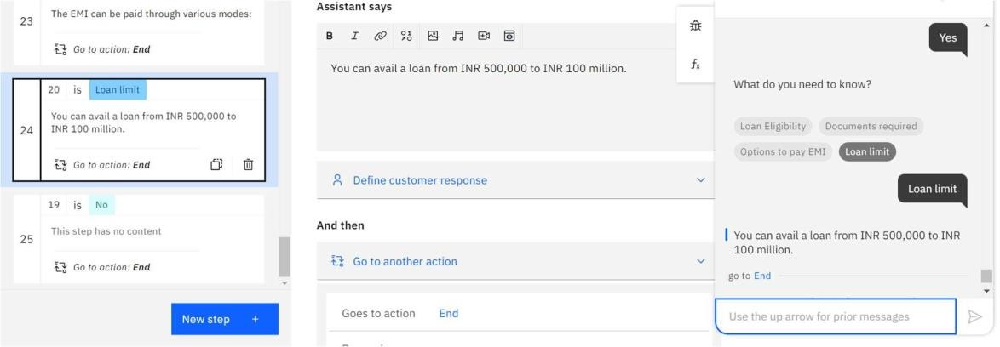 23
The EMI can be paid through various modes:
Go to action: End
20 is Loan limit
24
You can avail a loan from INR 500,000 to
INR 100 million.
Go to action: End
19 is No
25
This step has no content
Go to action: End
New step +
Assistant says
B I
You can avail a loan from INR 500,000 to INR 100 million.
Define customer response
And then
Go to another action
Goes to action End
fx
Yes
What do you need to know?
Loan Eligibility Documents required
Options to pay EMI Loan limit
Loan limit
You can avail a loan from INR 500,000 to INR
100 million.
go to End
Use the up arrow for prior messages